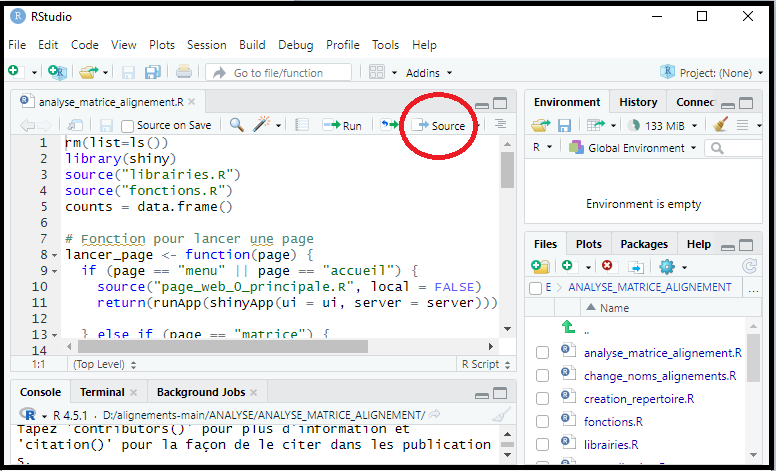 RStudio
File Edit Code View Plots Session Build Debug Profile Tools Help
Go to file/function Addins Project: (None)
analyse_matrice_alignement.R
Source on Save Run Source
1 rm(list=ls())
2 library(shiny)
3 source("librairies.R")
4 source("fonctions.R")
5 counts = data.frame()
6
7 # Fonction pour lancer une page
8 lancer_page <- function(page) {
9 if (page == "menu" || page == "accueil") {
10 source("page_web_0_principale.R", local = FALSE)
11 return(runApp(shinyApp(ui = ui, server = server)))
12
13 } else if (page == "matrice") {
14
1:1 (Top Level) R Script
Console Terminal Background Jobs
R R 4.5.1 · D:/alignements-main/ANALYSE/ANALYSE_MATRICE_ALIGNEMENT/
Tapez 'contributors()' pour plus d'information et
'citation()' pour la façon de le citer dans les publication
s.
Environment History Connec
133 MiB
R Global Environment
Environment is empty
Files Plots Packages Help
E > ANALYSE_MATRICE_ALIGNEMENT ...
Name
..
analyse_matrice_alignement.R
change_noms_alignements.R
creation_repertoire.R
fonctions.R
librairies.R